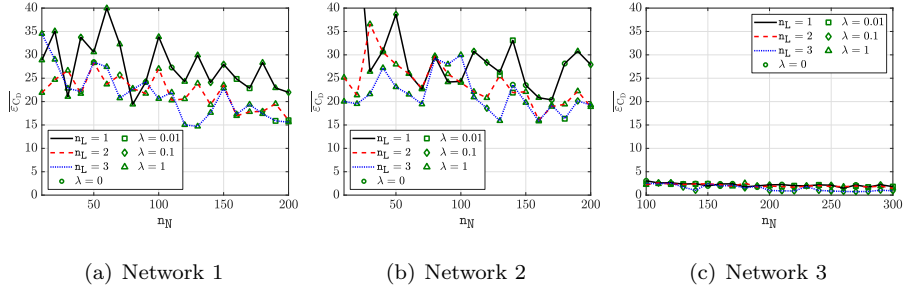 40
35
30
25
20
15
10
5
0
50
100
150
200
n_N
ε_{C_D}
n_L = 1
n_L = 2
n_L = 3
λ = 0
λ = 0.01
λ = 0.1
λ = 1
(a) Network 1
40
35
30
25
20
15
10
5
0
50
100
150
200
n_N
ε_{C_D}
n_L = 1
n_L = 2
n_L = 3
λ = 0
λ = 0.01
λ = 0.1
λ = 1
(b) Network 2
40
35
30
25
20
15
10
5
0
100
150
200
250
300
n_N
ε_{C_D}
n_L = 1
n_L = 2
n_L = 3
λ = 0
λ = 0.01
λ = 0.1
λ = 1
(c) Network 3